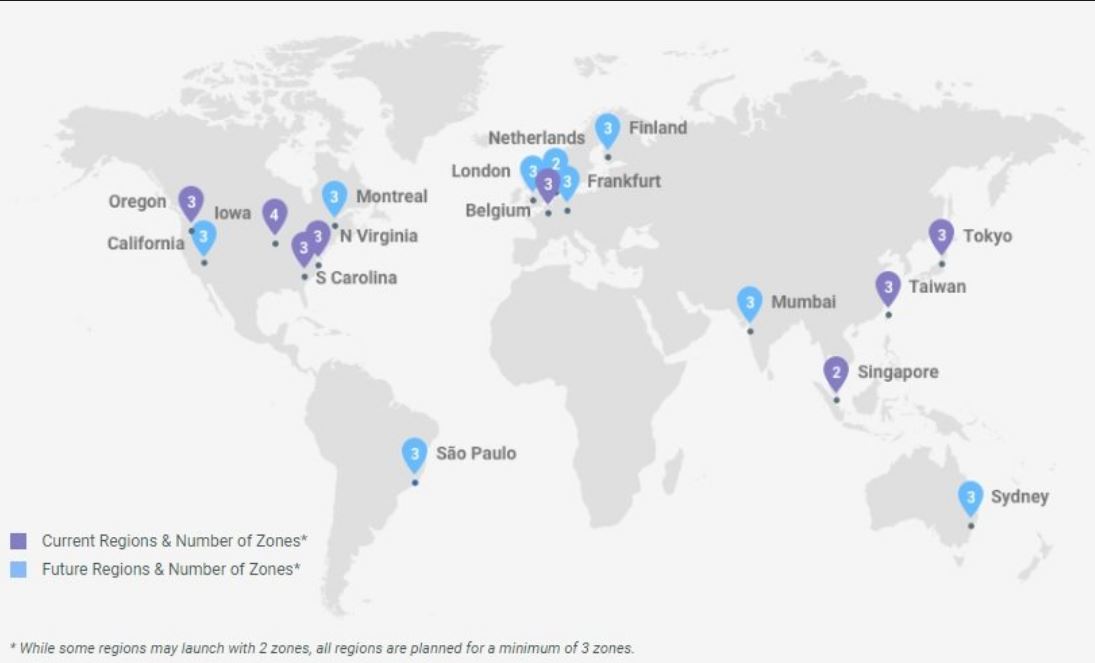 3 Finland
Netherlands 2
London 3
3 Frankfurt
3
Belgium
Oregon 3
Iowa 4
3 Montreal
California 3
3 N Virginia
3 S Carolina
3 Tokyo
3 Taiwan
3 Mumbai
2 Singapore
3 São Paulo
3 Sydney
Current Regions & Number of Zones*
Future Regions & Number of Zones*
* While some regions may launch with 2 zones, all regions are planned for a minimum of 3 zones.